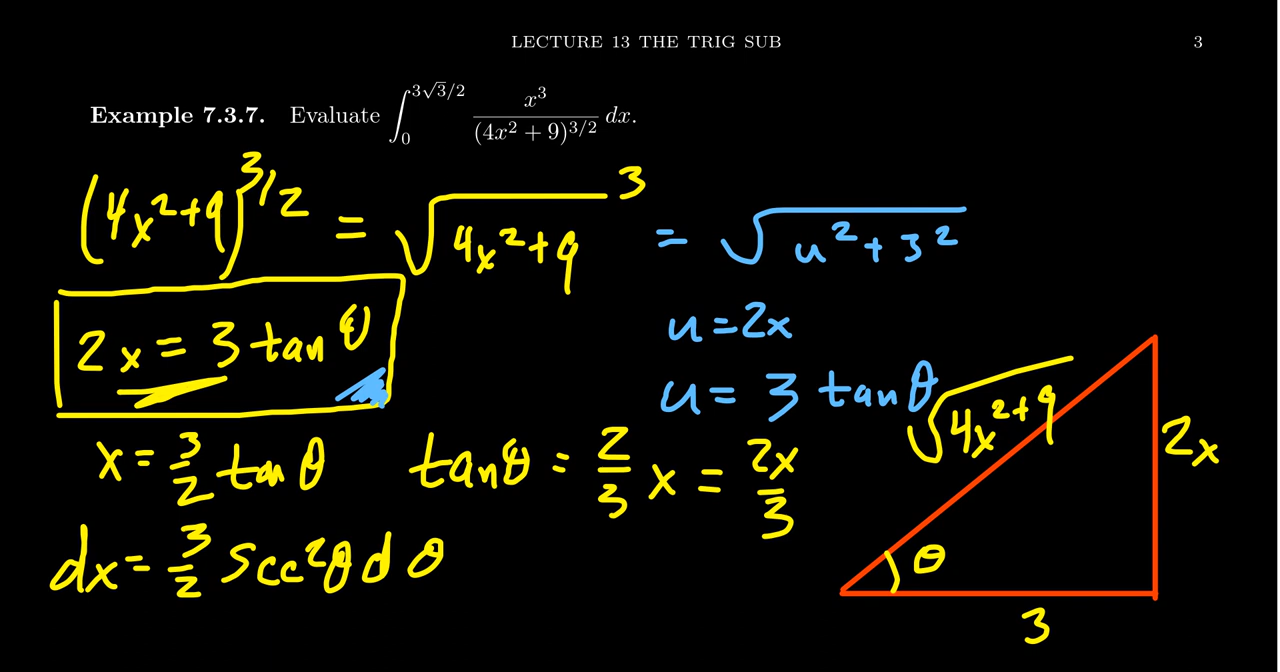 LECTURE 13 THE TRIG SUB 3
Example 7.3.7. Evaluate ∫_0^{3√3/2} x^3/(4x^2 + 9)^{3/2} dx.
(4x^2+9)^{3/2} = √(4x^2+9)^3 = √(u^2+3^2)
2x = 3 tan θ
u=2x
u= 3 tanθ
√(4x^2+9)
2x
x= 3/2 tan θ
tanθ = 2/3 x = 2x/3
dx= 3/2 sec^2θ dθ
θ
3